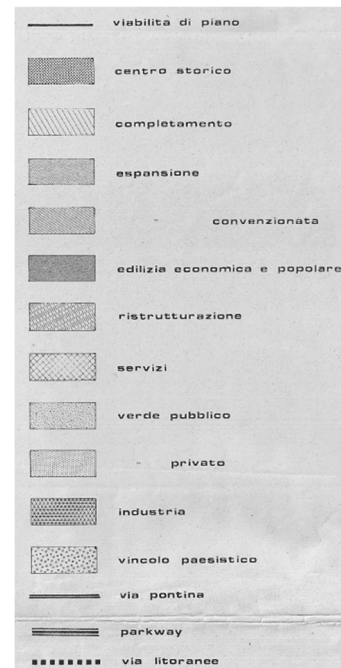 viabilità di piano
centro storico
completamento
espansione
- convenzionata
edilizia economica e popolare
ristrutturazione
servizi
verde pubblico
- privato
industria
vincolo paesistico
via pontina
parkway
via litoranee